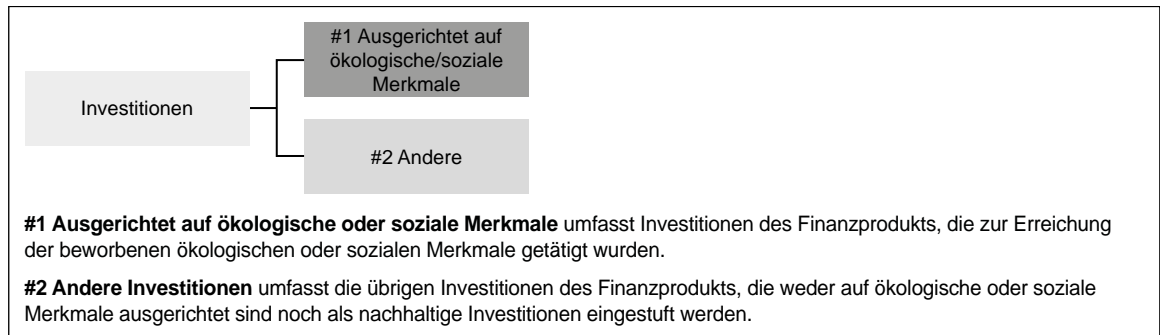 #1 Ausgerichtet auf
ökologische/soziale
Merkmale
Investitionen
#2 Andere
#1 Ausgerichtet auf ökologische oder soziale Merkmale umfasst Investitionen des Finanzprodukts, die zur Erreichung
der beworbenen ökologischen oder sozialen Merkmale getätigt wurden.
#2 Andere Investitionen umfasst die übrigen Investitionen des Finanzprodukts, die weder auf ökologische oder soziale
Merkmale ausgerichtet sind noch als nachhaltige Investitionen eingestuft werden.